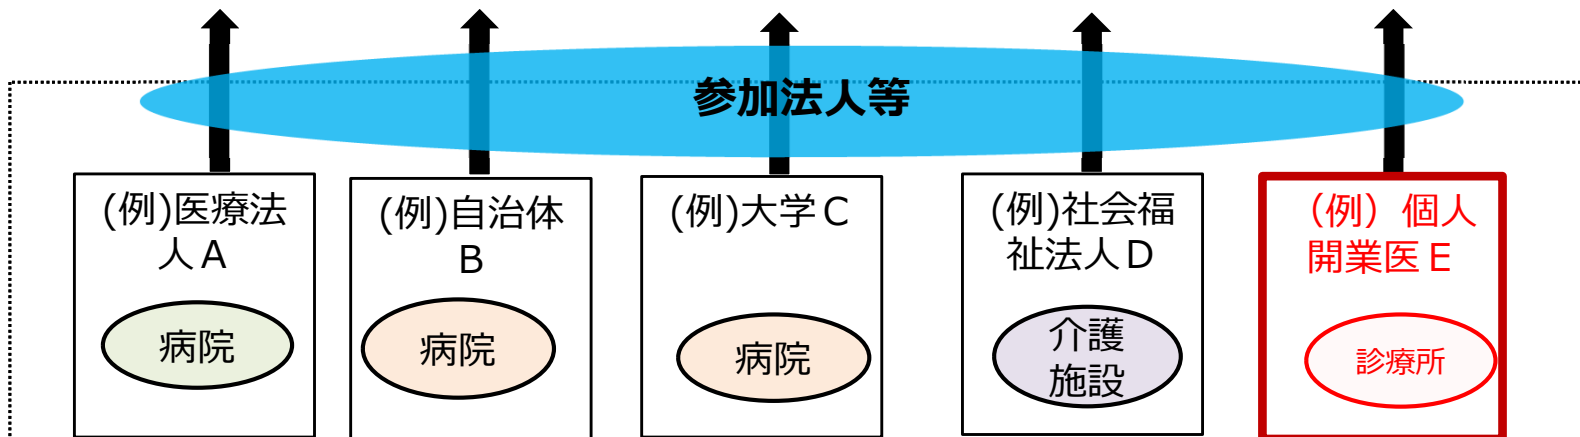 参加法人等
(例)医療法
人Ａ
病院
(例)自治体
Ｂ
病院
(例)大学Ｃ
病院
(例)社会福
祉法人Ｄ
介護
施設
（例）個人
開業医Ｅ
診療所